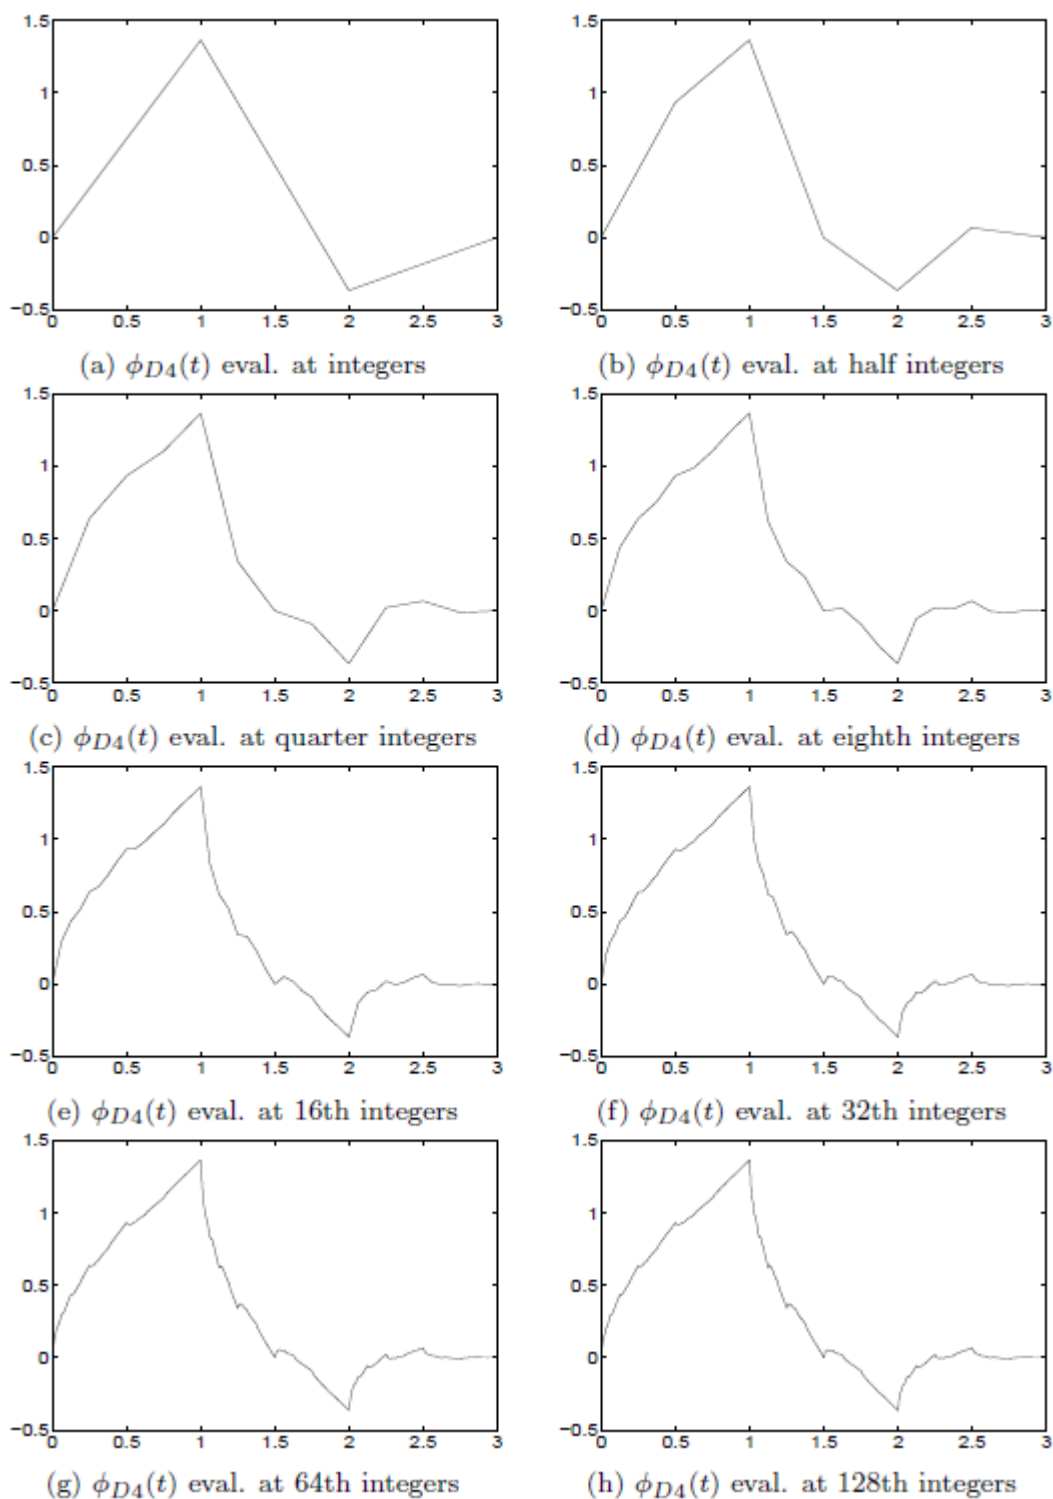 1.5
1
0.5
0
−0.5
0 0.5 1 1.5 2 2.5 3
(a) ϕD4(t) eval. at integers
1.5
1
0.5
0
−0.5
0 0.5 1 1.5 2 2.5 3
(b) ϕD4(t) eval. at half integers
1.5
1
0.5
0
−0.5
0 0.5 1 1.5 2 2.5 3
(c) ϕD4(t) eval. at quarter integers
1.5
1
0.5
0
−0.5
0 0.5 1 1.5 2 2.5 3
(d) ϕD4(t) eval. at eighth integers
1.5
1
0.5
0
−0.5
0 0.5 1 1.5 2 2.5 3
(e) ϕD4(t) eval. at 16th integers
1.5
1
0.5
0
−0.5
0 0.5 1 1.5 2 2.5 3
(f) ϕD4(t) eval. at 32th integers
1.5
1
0.5
0
−0.5
0 0.5 1 1.5 2 2.5 3
(g) ϕD4(t) eval. at 64th integers
1.5
1
0.5
0
−0.5
0 0.5 1 1.5 2 2.5 3
(h) ϕD4(t) eval. at 128th integers